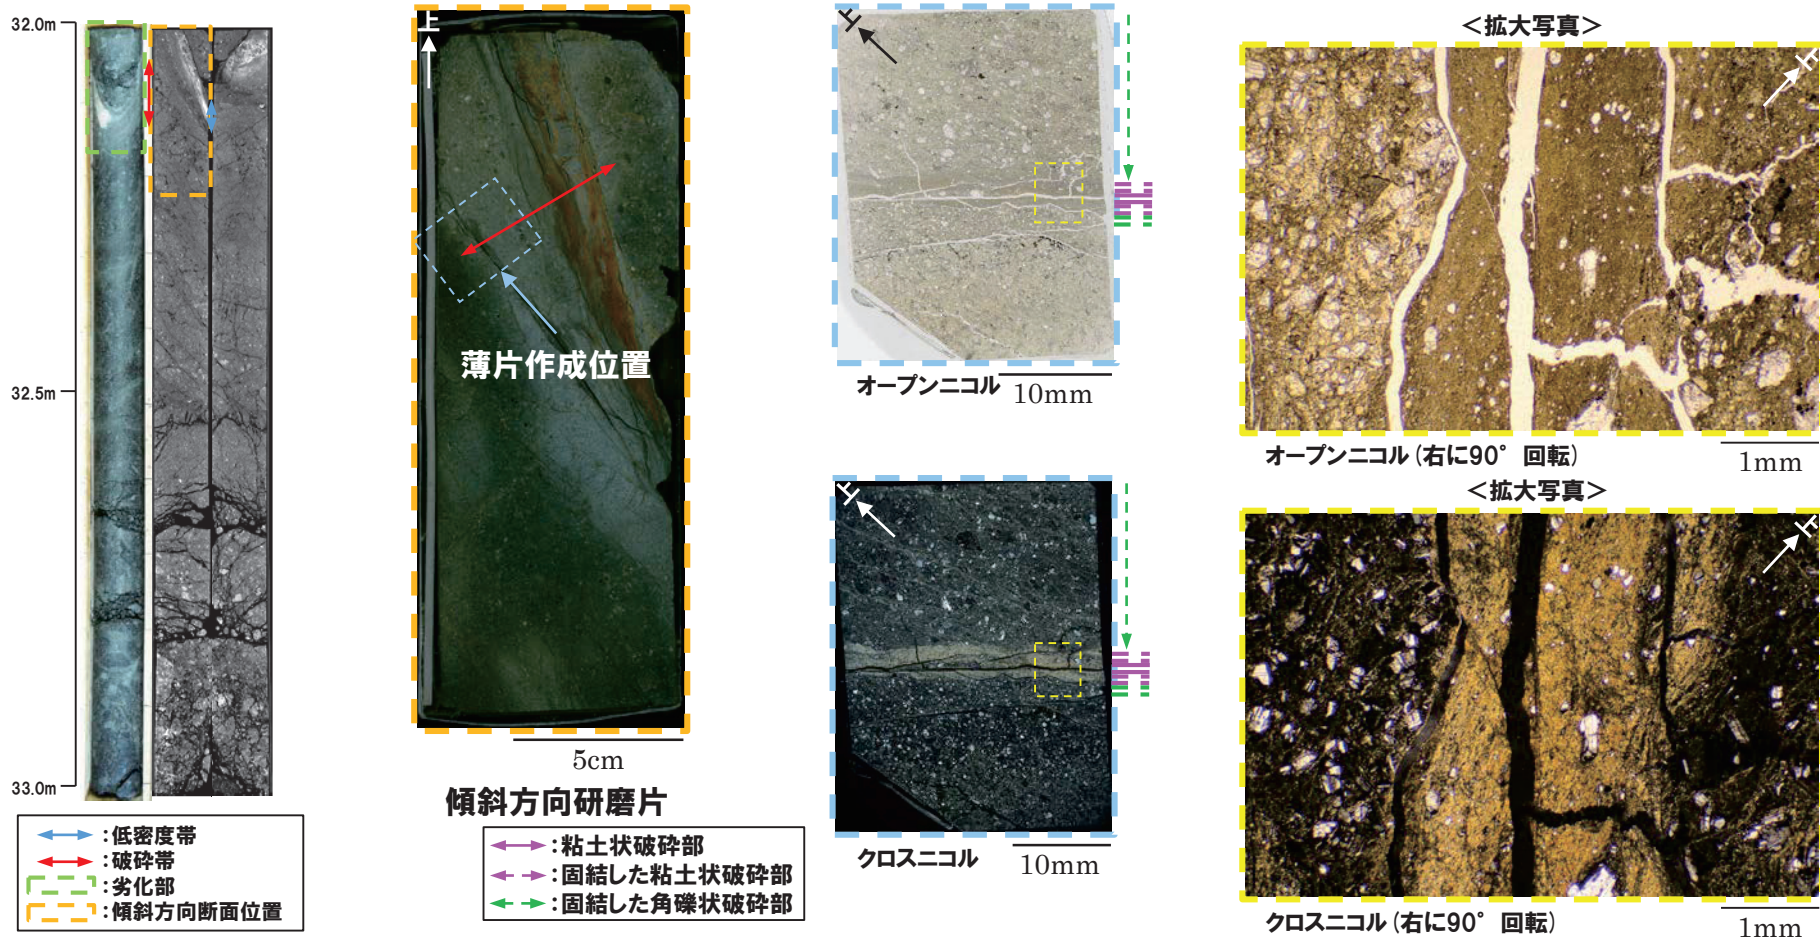 32.0m
32.5m
33.0m
:低密度帯
:破砕帯
:劣化部
:傾斜方向断面位置
上
薄片作成位置
5cm
傾斜方向研磨片
:粘土状破砕部
:固結した粘土状破砕部
:固結した角礫状破砕部
上
オープンニコル
10mm
上
クロスニコル
10mm
<拡大写真>
上
オープンニコル(右に90° 回転)
1mm
<拡大写真>
上
クロスニコル(右に90° 回転)
1mm